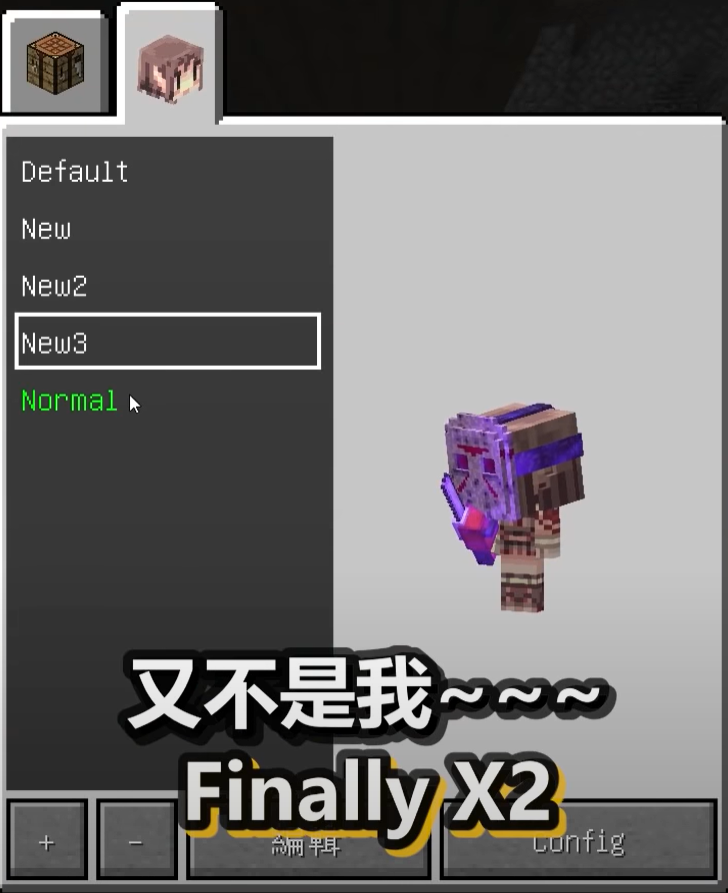 Default
New
New2
New3
Normal
又不是我~~~
Finally X2
+
-
編輯
Config